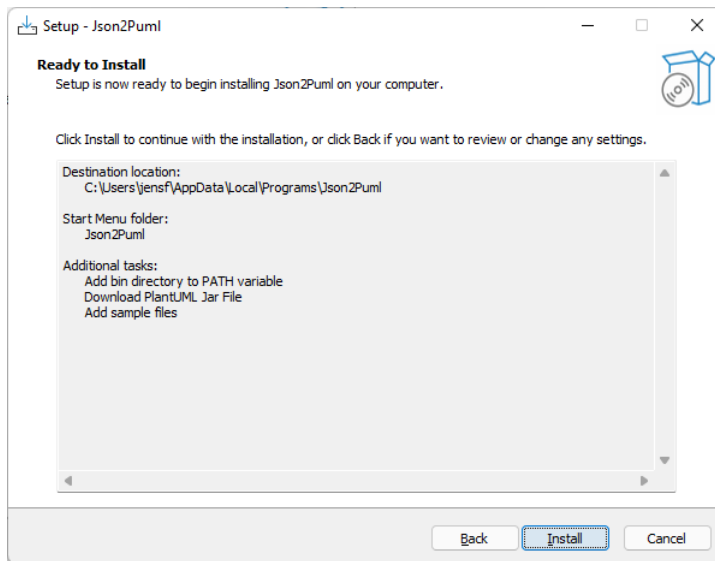 Setup - Json2Puml
Ready to Install
Setup is now ready to begin installing Json2Puml on your computer.
Click Install to continue with the installation, or click Back if you want to review or change any settings.
Destination location:
C:\Users\jensf\AppData\Local\Programs\Json2Puml
Start Menu folder:
Json2Puml
Additional tasks:
Add bin directory to PATH variable
Download PlantUML Jar File
Add sample files
Back Install Cancel